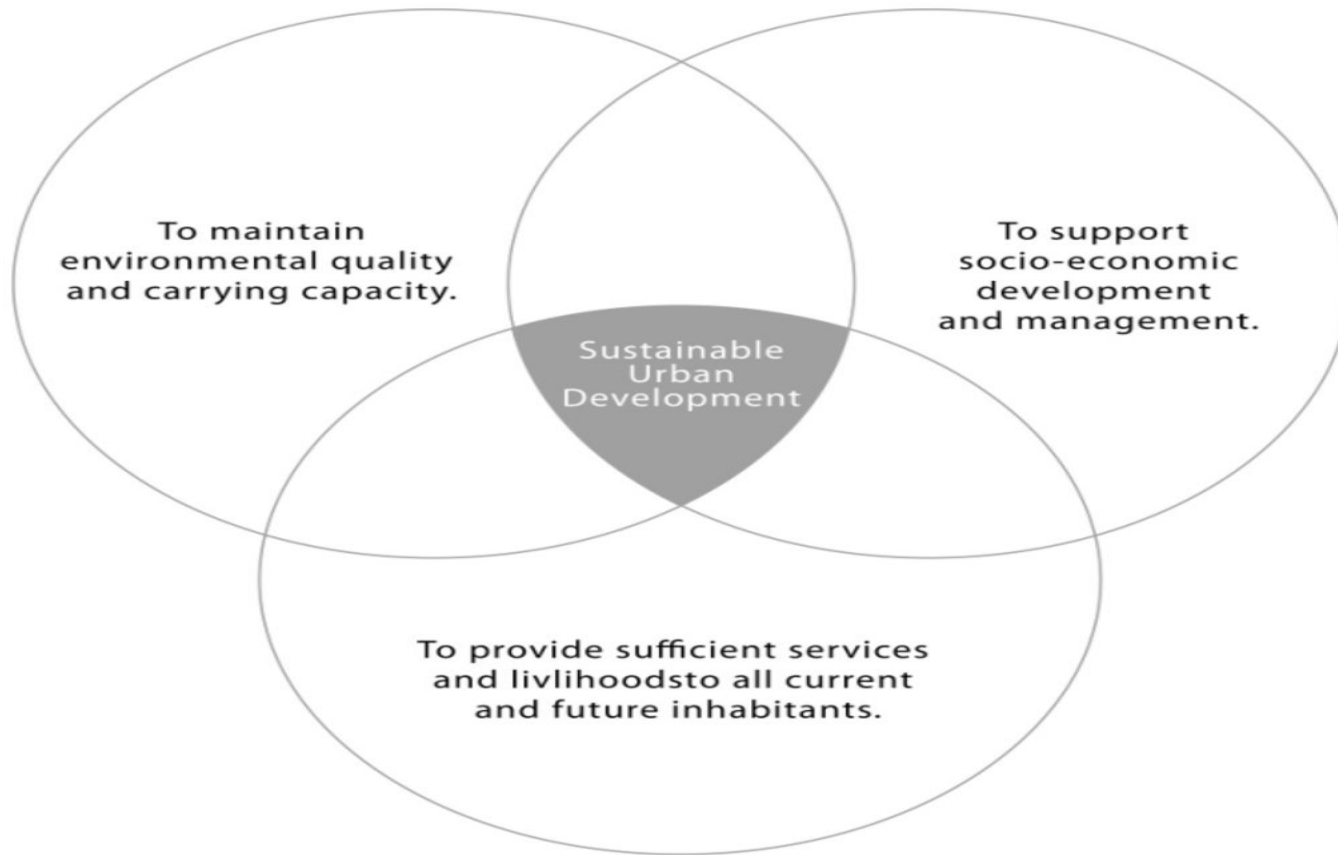 To maintain
environmental quality
and carrying capacity.
To support
socio-economic
development
and management.
Sustainable
Urban
Development
To provide sufficient services
and livlihoodsto all current
and future inhabitants.